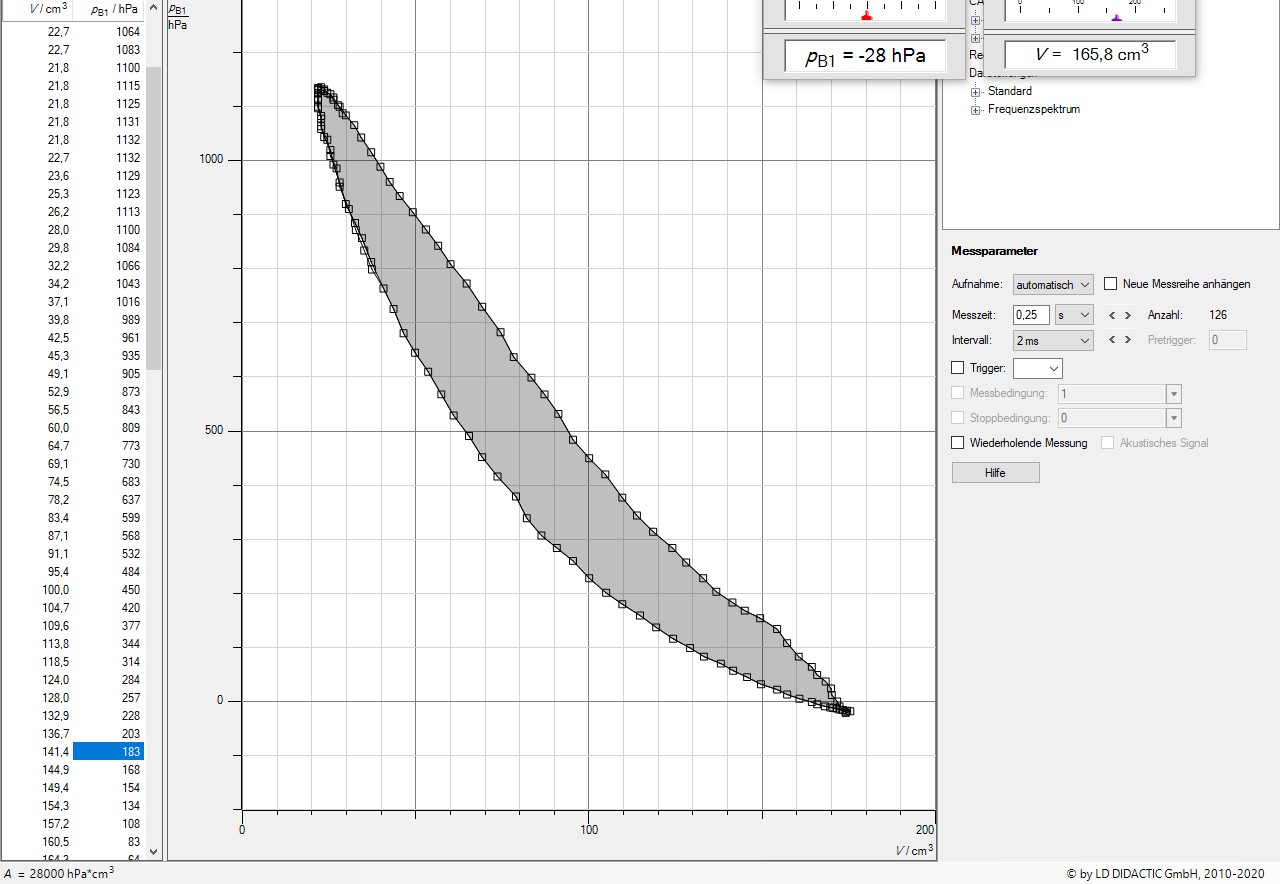 V / cm³ pB1 / hPa
22,7 1064
22,7 1083
21,8 1100
21,8 1115
21,8 1125
21,8 1131
21,8 1132
22,7 1132
23,6 1129
25,3 1123
26,2 1113
28,0 1100
29,8 1084
32,2 1066
34,2 1043
37,1 1016
39,8 989
42,5 961
45,3 935
49,1 905
52,9 873
56,5 843
60,0 809
64,7 773
69,1 730
74,5 683
78,2 637
83,4 599
87,1 568
91,1 532
95,4 484
100,0 450
104,7 420
109,6 377
113,8 344
118,5 314
124,0 284
128,0 257
132,9 228
136,7 203
141,4 183
144,9 168
149,4 154
154,3 134
157,2 108
160,5 83
164,3 64
pB1
hPa
1000
500
0
0 100 200
V / cm³
pB1 = -28 hPa
0 100 200
V = 165,8 cm³
CA
Re
Standard
Frequenzspektrum
Messparameter
Aufnahme: automatisch Neue Messreihe anhängen
Messzeit: 0,25 s < > Anzahl: 126
Intervall: 2 ms < > Pretrigger: 0
Trigger:
Messbedingung: 1
Stoppbedingung: 0
Wiederholende Messung Akustisches Signal
Hilfe
A = 28000 hPa*cm³
© by LD DIDACTIC GmbH, 2010-2020